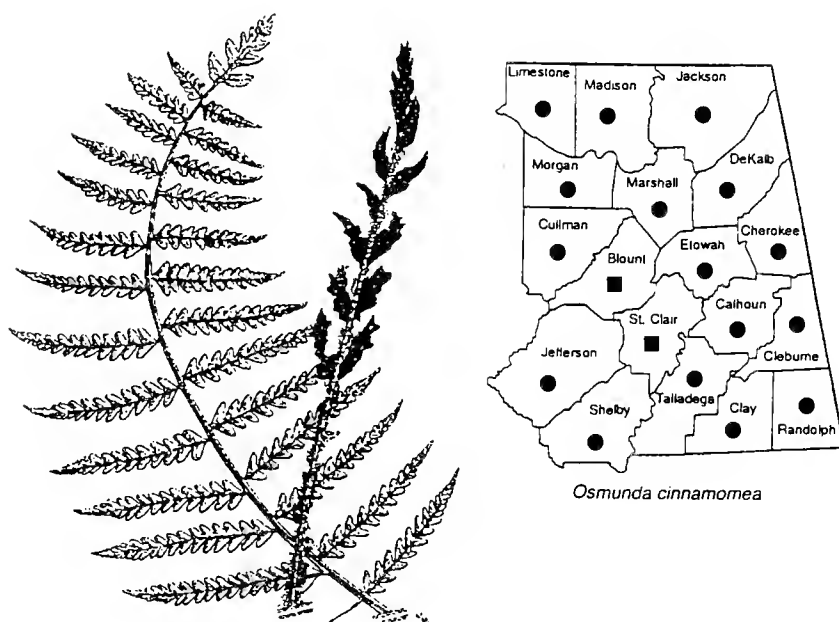 Limestone
Madison
Jackson
Morgan
Marshall
DeKalb
Cullman
Blount
Etowah
Cherokee
St. Clair
Calhoun
Jefferson
Cleburne
Shelby
Talladega
Clay
Randolph
Osmunda cinnamomea